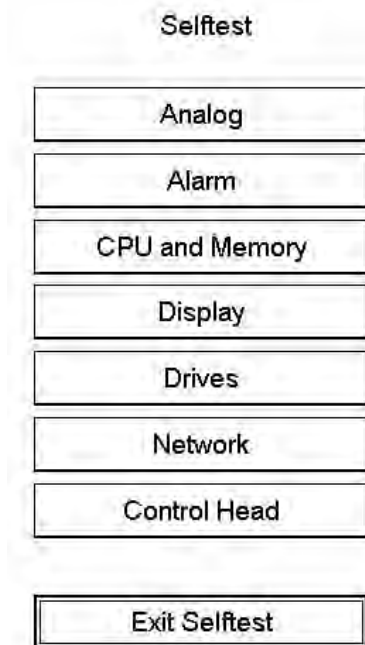 Selftest
Analog
Alarm
CPU and Memory
Display
Drives
Network
Control Head
Exit Selftest